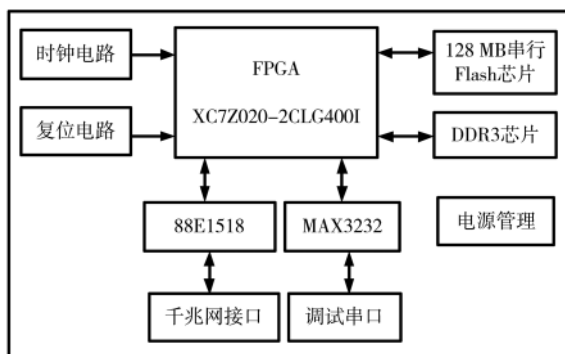 时钟电路
复位电路
FPGA
XC7Z020-2CLG400I
128 MB串行
Flash芯片
DDR3芯片
88E1518
MAX3232
电源管理
千兆网接口
调试串口